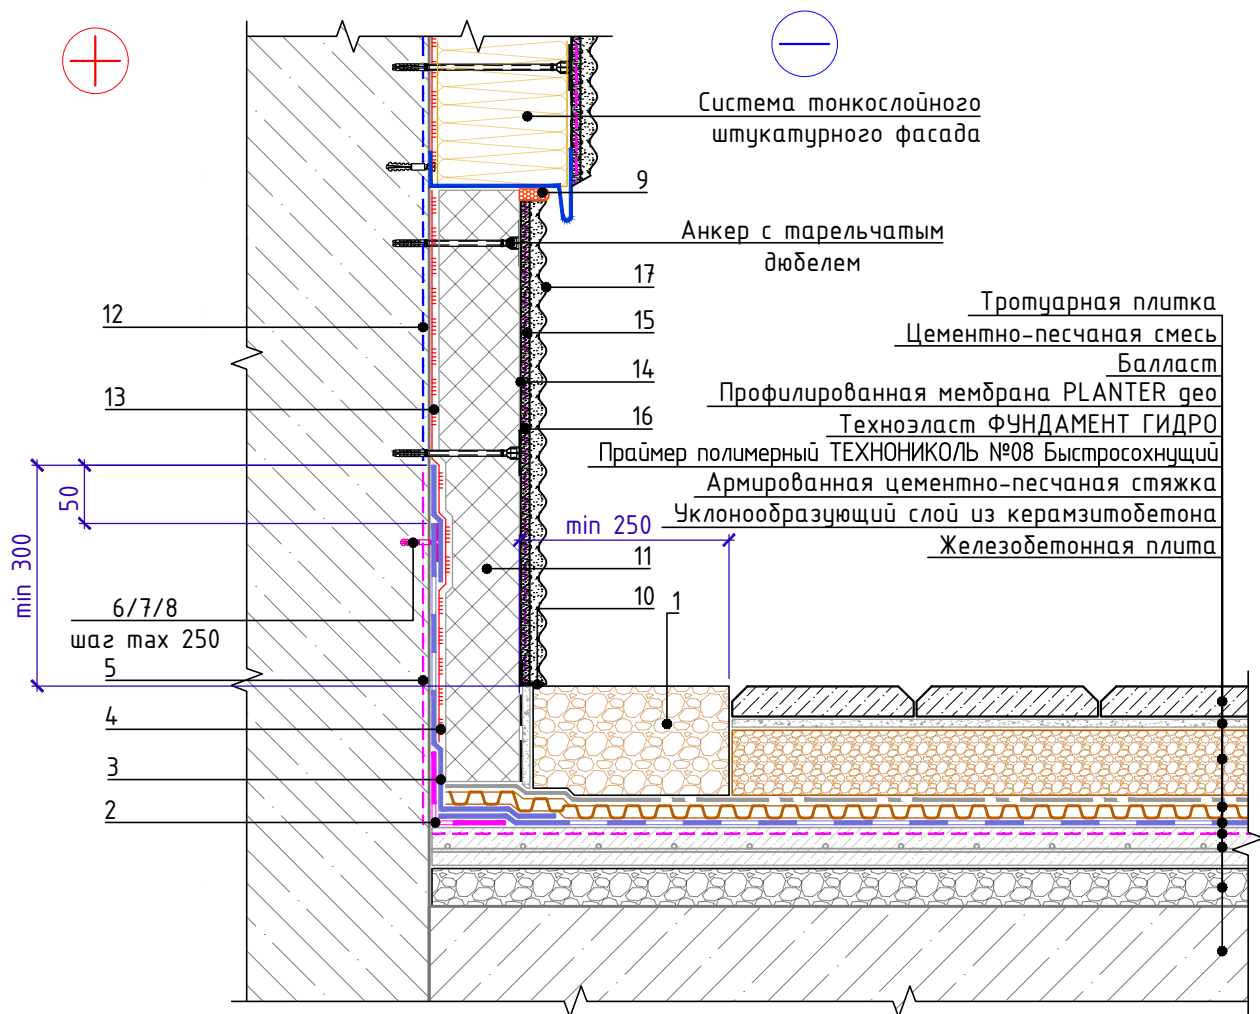 Система тонкослойного
штукатурного фасада
9
Анкер с тарельчатым
дюбелем
17
Тротуарная плитка
12
15
Цементно-песчаная смесь
Балласт
14
Профилированная мембрана PLANTER geo
13
16
Техноэласт ФУНДАМЕНТ ГИДРО
Праймер полимерный ТЕХНОНИКОЛЬ №08 Быстросохнущий
Армированная цементно-песчаная стяжка
50
min 250
Уклонообразующий слой из керамзитобетона
Железобетонная плита
min 300
11
6/7/8
10
1
шаг max 250
5
4
3
2